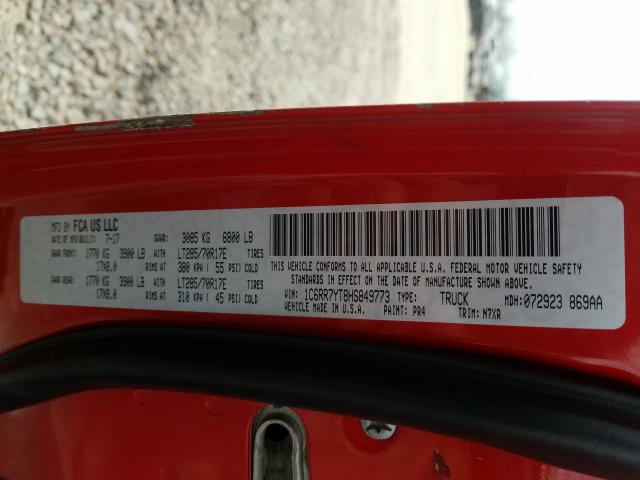 MFD BY FCA US LLC
DATE OF MFR/BUILT: 7-17 GVWR: 3085 KG 6800 LB
GAWR FRONT: 1770 KG 3900 LB WITH LT285/70R17E TIRES
17X8.0 RIMS AT 380 KPA ( 55 PSI) COLD
GAWR REAR: 1770 KG 3900 LB WITH LT285/70R17E TIRES
17X8.0 RIMS AT 310 KPA ( 45 PSI) COLD
THIS VEHICLE CONFORMS TO ALL APPLICABLE U.S.A. FEDERAL MOTOR VEHICLE SAFETY
STANDARDS IN EFFECT ON THE DATE OF MANUFACTURE SHOWN ABOVE.
VIN: 1C6RR7YT8HS849773 TYPE: TRUCK MDH: 072923 869AA
VEHICLE MADE IN U.S.A. PAINT: PR4 TRIM: N7XR